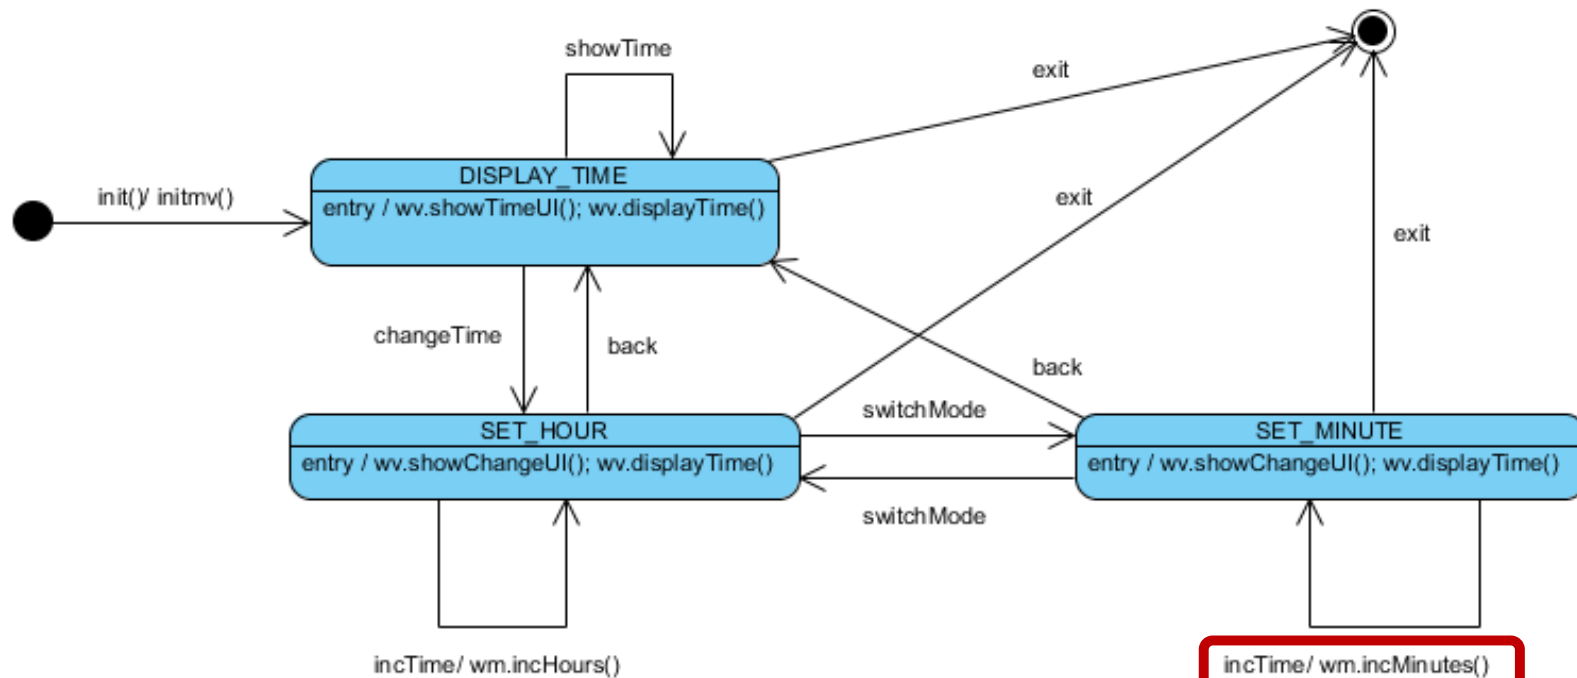 showTime
exit
DISPLAY_TIME
init()/ initmv()
entry / wv.showTimeUI(); wv.displayTime()
exit
exit
changeTime
back
back
switchMode
SET_HOUR
SET_MINUTE
entry / wv.showChangeUI(); wv.displayTime()
entry / wv.showChangeUI(); wv.displayTime()
switchMode
incTime/ wm.incHours()
incTime/ wm.incMinutes()